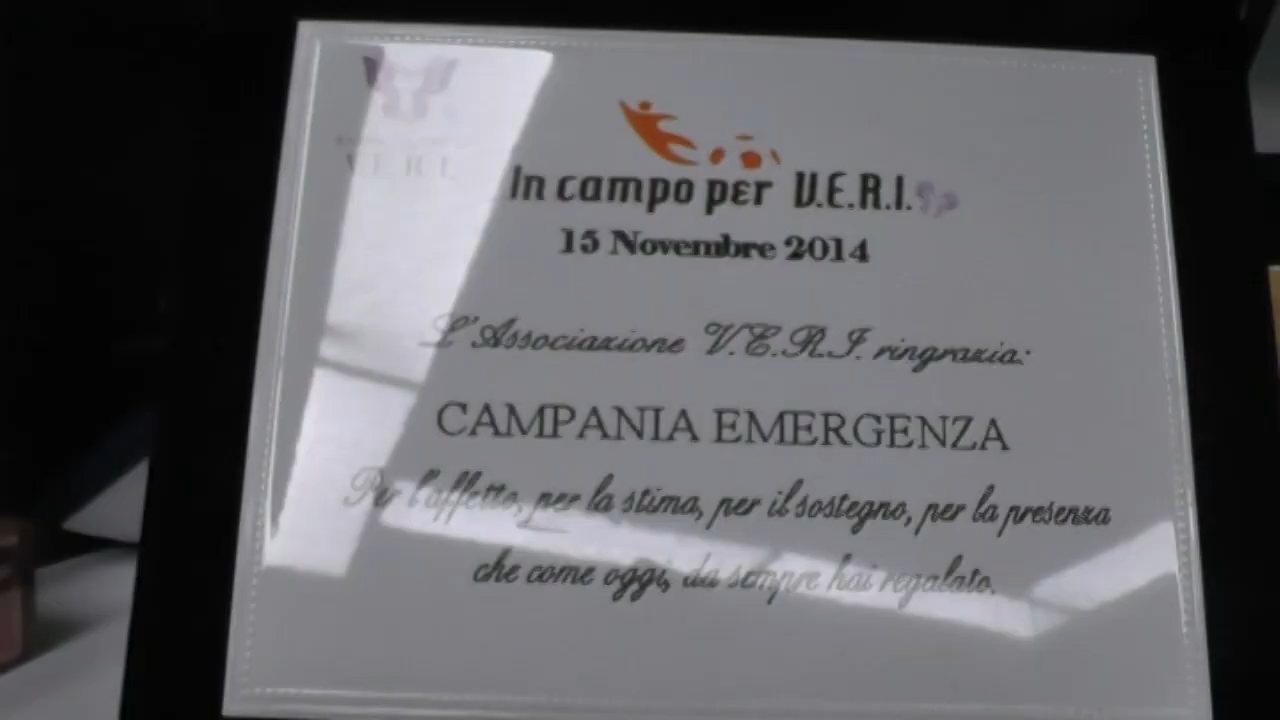 V.E.R.I.
In campo per V.E.R.I.
15 Novembre 2014
L'Associazione V.E.R.I. ringrazia:
CAMPANIA EMERGENZA
Per l'affetto, per la stima, per il sostegno, per la presenza
che come oggi, da sempre hai regalato.